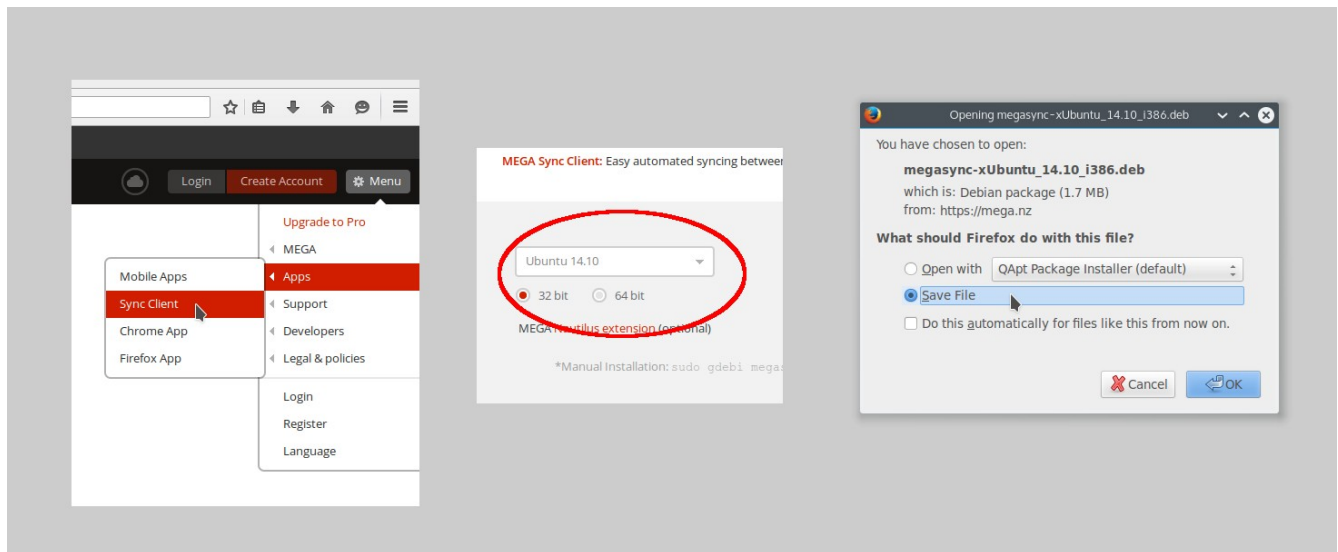 Login
Create Account
Menu
Upgrade to Pro
MEGA
Apps
Support
Developers
Legal & policies
Login
Register
Language
Mobile Apps
Sync Client
Chrome App
Firefox App
MEGA Sync Client: Easy automated syncing between
Ubuntu 14.10
32 bit 64 bit
MEGA Nautilus extension (optional)
*Manual Installation: sudo gdebi megas
Opening megasync-xUbuntu_14.10_i386.deb
You have chosen to open:
megasync-xUbuntu_14.10_i386.deb
which is: Debian package (1.7 MB)
from: https://mega.nz
What should Firefox do with this file?
Open with QApt Package Installer (default)
Save File
Do this automatically for files like this from now on.
Cancel OK